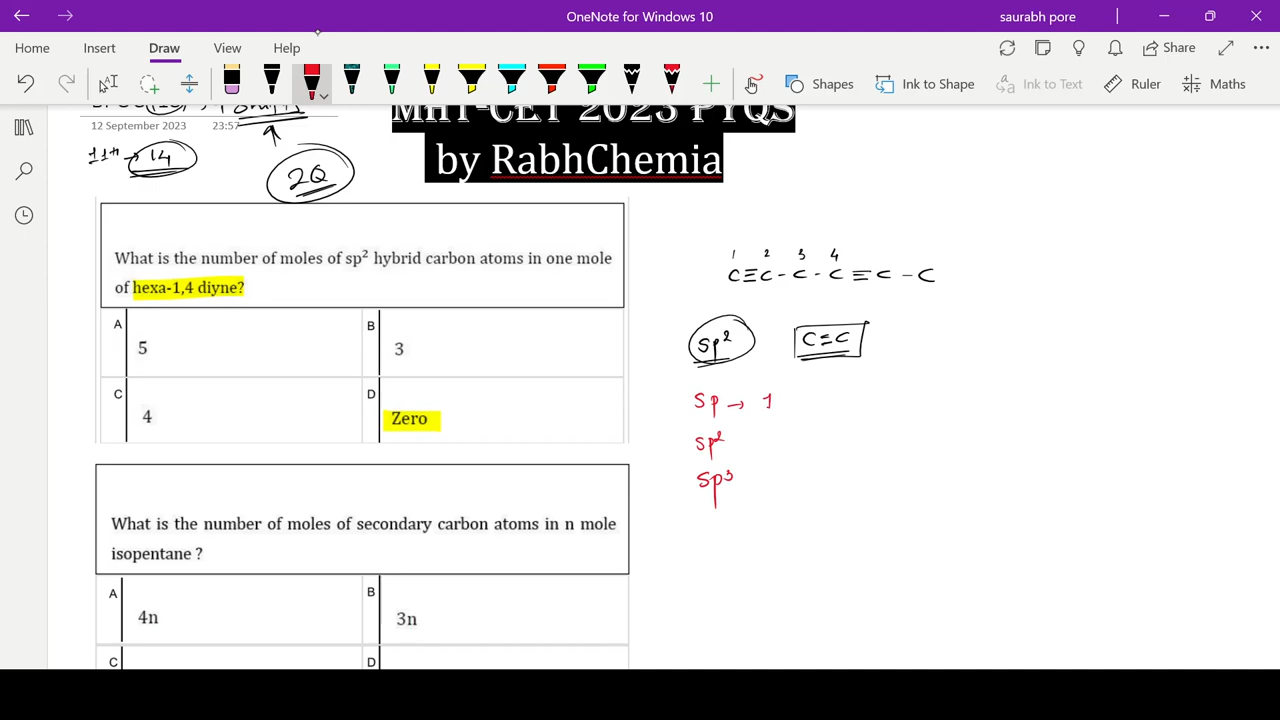 OneNote for Windows 10
saurabh pore
Home Insert Draw View Help
Share
Shapes Ink to Shape Ink to Text Ruler Maths
12 September 2023 23:57
MHT-CET 2023 PYQS
by RabhChemia
11th → 14
2Q
What is the number of moles of sp² hybrid carbon atoms in one mole
of hexa-1,4 diyne?
A 5
B 3
C 4
D Zero
1 2 3 4
C≡C-C-C≡C-C
Sp² C=C
Sp → 1
Sp²
Sp³
What is the number of moles of secondary carbon atoms in n mole
isopentane ?
A 4n
B 3n
C D